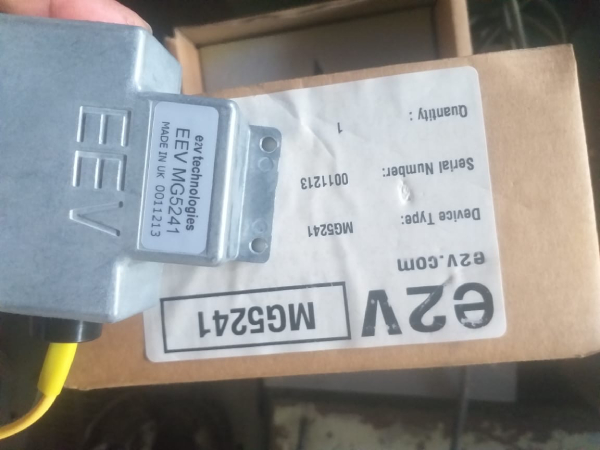 EEV
e2v technologies
EEV MG5241
MADE IN UK 0011213
e2v
MG5241
e2v.com
Device Type: MG5241
Serial Number: 0011213
Quantity : 1